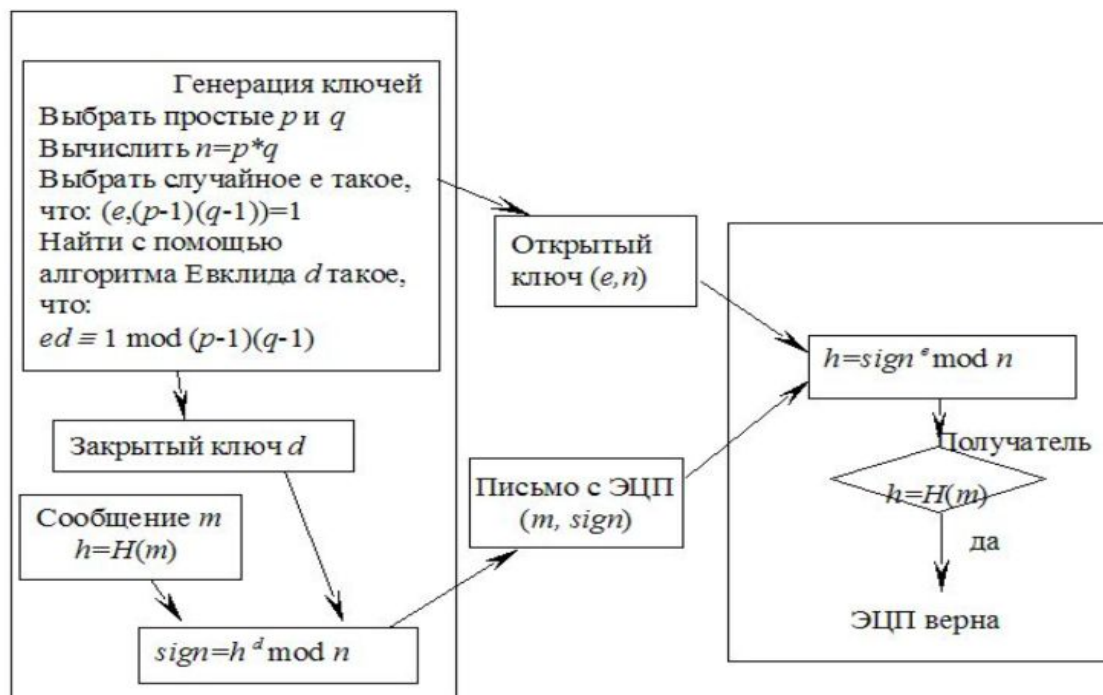 Генерация ключей
Выбрать простые p и q
Вычислить n=p*q
Выбрать случайное e такое,
что: (e,(p-1)(q-1))=1
Найти с помощью
алгоритма Евклида d такое,
что:
ed ≡ 1 mod (p-1)(q-1)
Закрытый ключ d
Сообщение m
h=H(m)
sign=h^d mod n
Открытый
ключ (e,n)
Письмо с ЭЦП
(m, sign)
h=sign^e mod n
Получатель
h=H(m)
да
ЭЦП верна